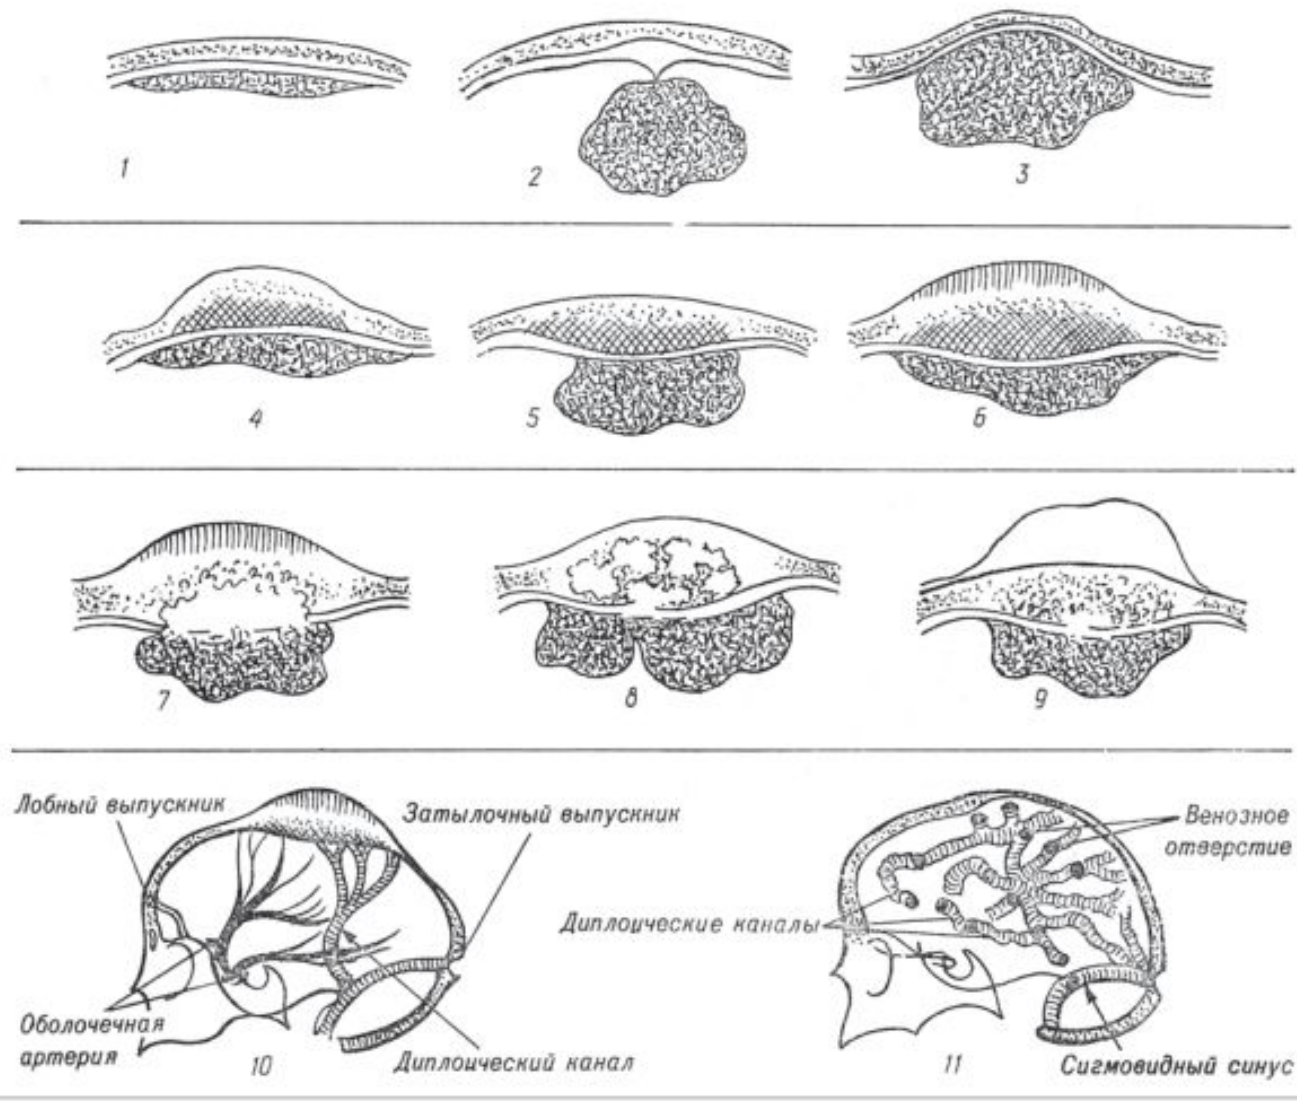 1
2
3
4
5
6
7
8
9
Лобный выпускник
Затылочный выпускник
Оболочечная
артерия
10
Диплоический канал
Венозное
отверстие
Диплоические каналы
11
Сигмовидный синус